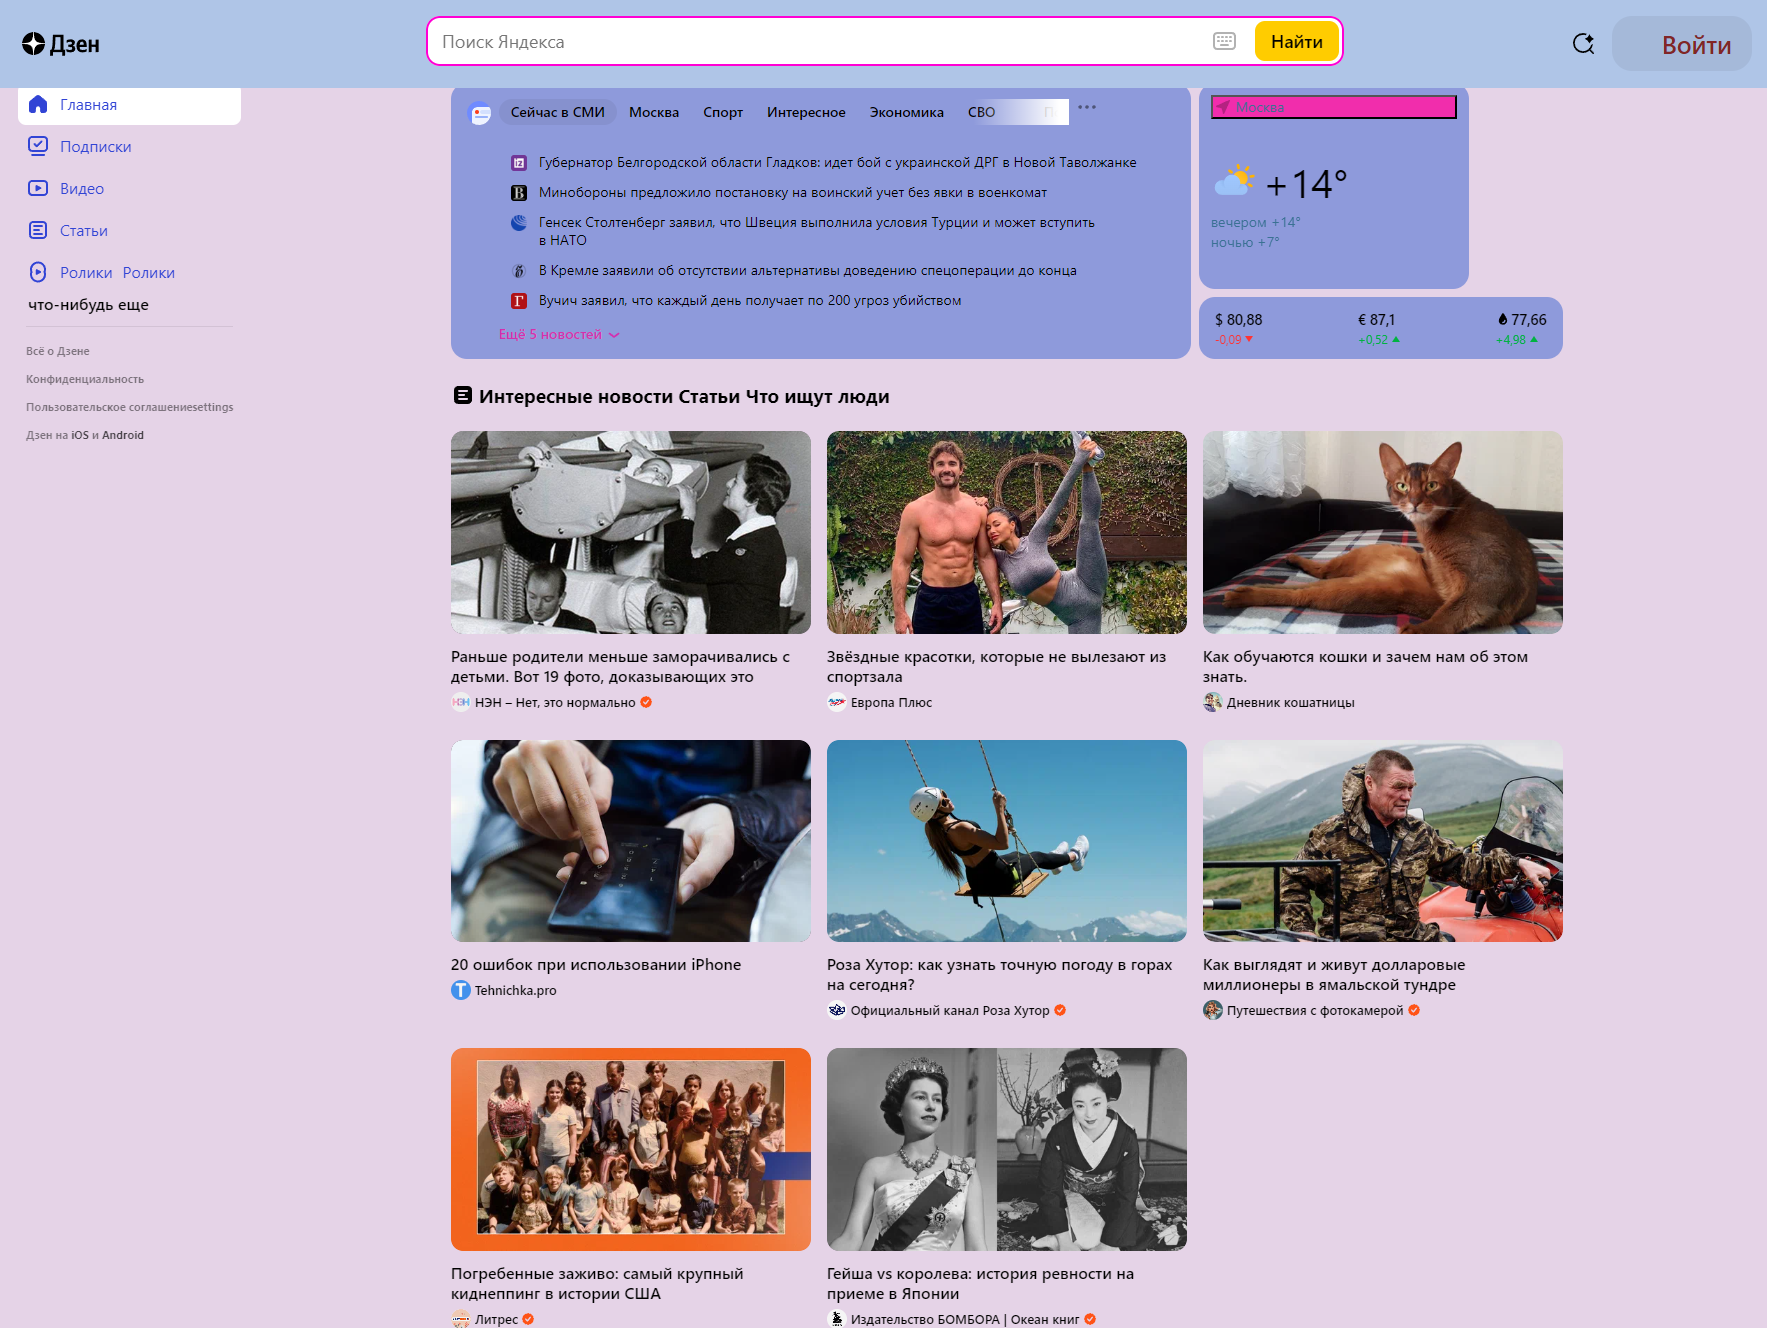 Дзен
Поиск Яндекса
Найти
Войти
Главная
Подписки
Видео
Статьи
Ролики Ролики
что-нибудь еще
Всё о Дзене
Конфиденциальность
Пользовательское соглашениеsettings
Дзен на iOS и Android
Сейчас в СМИ Москва Спорт Интересное Экономика СВО
Губернатор Белгородской области Гладков: идет бой с украинской ДРГ в Новой Таволжанке
Минобороны предложило постановку на воинский учет без явки в военкомат
Генсек Столтенберг заявил, что Швеция выполнила условия Турции и может вступить
в НАТО
В Кремле заявили об отсутствии альтернативы доведению спецоперации до конца
Вучич заявил, что каждый день получает по 200 угроз убийством
Ещё 5 новостей
Москва
+14°
вечером +14°
ночью +7°
$ 80,88 € 87,1 77,66
-0,09 +0,52 +4,98
Интересные новости Статьи Что ищут люди
Раньше родители меньше заморачивались с
детьми. Вот 19 фото, доказывающих это
НЭН – Нет, это нормально
Звёздные красотки, которые не вылезают из
спортзала
Европа Плюс
Как обучаются кошки и зачем нам об этом
знать.
Дневник кошатницы
20 ошибок при использовании iPhone
Tehnichka.pro
Роза Хутор: как узнать точную погоду в горах
на сегодня?
Официальный канал Роза Хутор
Как выглядят и живут долларовые
миллионеры в ямальской тундре
Путешествия с фотокамерой
Погребенные заживо: самый крупный
киднеппинг в истории США
Литрес
Гейша vs королева: история ревности на
приеме в Японии
Издательство БОМБОРА | Океан книг